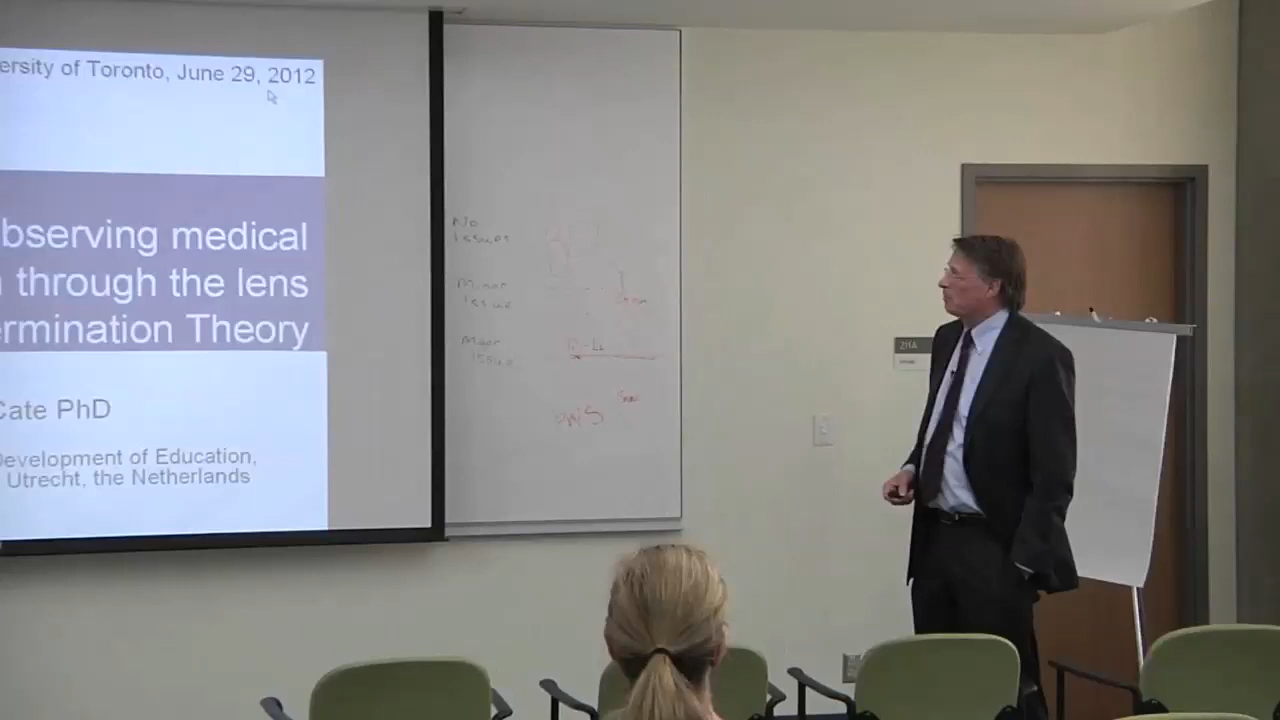 ersity of Toronto, June 29, 2012
bserving medical
n through the lens
ermination Theory
Cate PhD
Development of Education,
Utrecht, the Netherlands
No
Issues
Minor
Issue
Major
Issue
211A